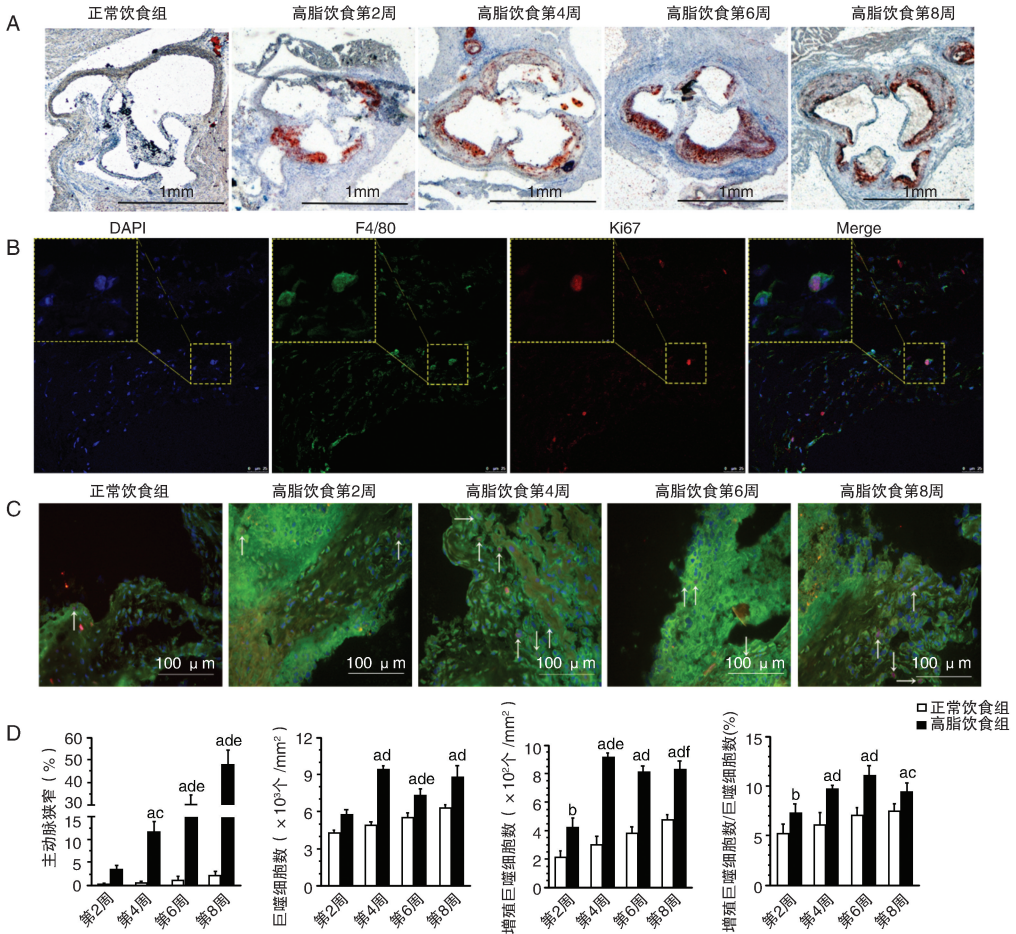 A
正常饮食组 高脂饮食第2周 高脂饮食第4周 高脂饮食第6周 高脂饮食第8周
1mm 1mm 1mm 1mm 1mm
B
DAPI F4/80 Ki67 Merge
C
正常饮食组 高脂饮食第2周 高脂饮食第4周 高脂饮食第6周 高脂饮食第8周
100 μm 100 μm 100 μm 100 μm 100 μm
D
正常饮食组
高脂饮食组
主动脉狭窄(%)
60
50
40
30
15
10
5
0
ac
ade
ade
第2周 第4周 第6周 第8周
巨噬细胞数(×10³个/mm²)
12
9
6
3
0
ad
ade
ad
第2周 第4周 第6周 第8周
增殖巨噬细胞数(×10²个/mm²)
10
8
6
4
2
0
b
ade
ad
adf
第2周 第4周 第6周 第8周
增殖巨噬细胞数/巨噬细胞数(%)
15
10
5
0
b
ad
ad
ac
第2周 第4周 第6周 第8周